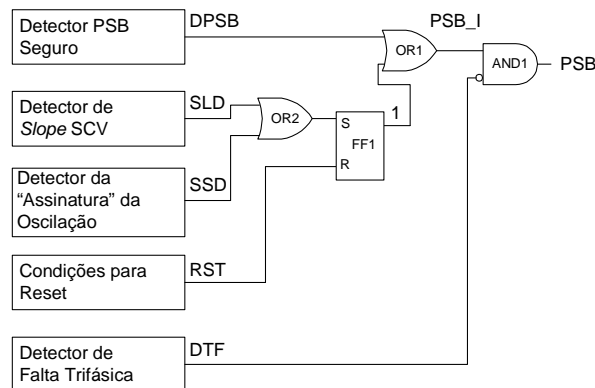 Detector PSB
Seguro
DPSB
PSB_I
OR1
AND1
PSB
Detector de
Slope SCV
SLD
OR2
1
S
FF1
R
Detector da
“Assinatura” da
Oscilação
SSD
Condições para
Reset
RST
Detector de
Falta Trifásica
DTF